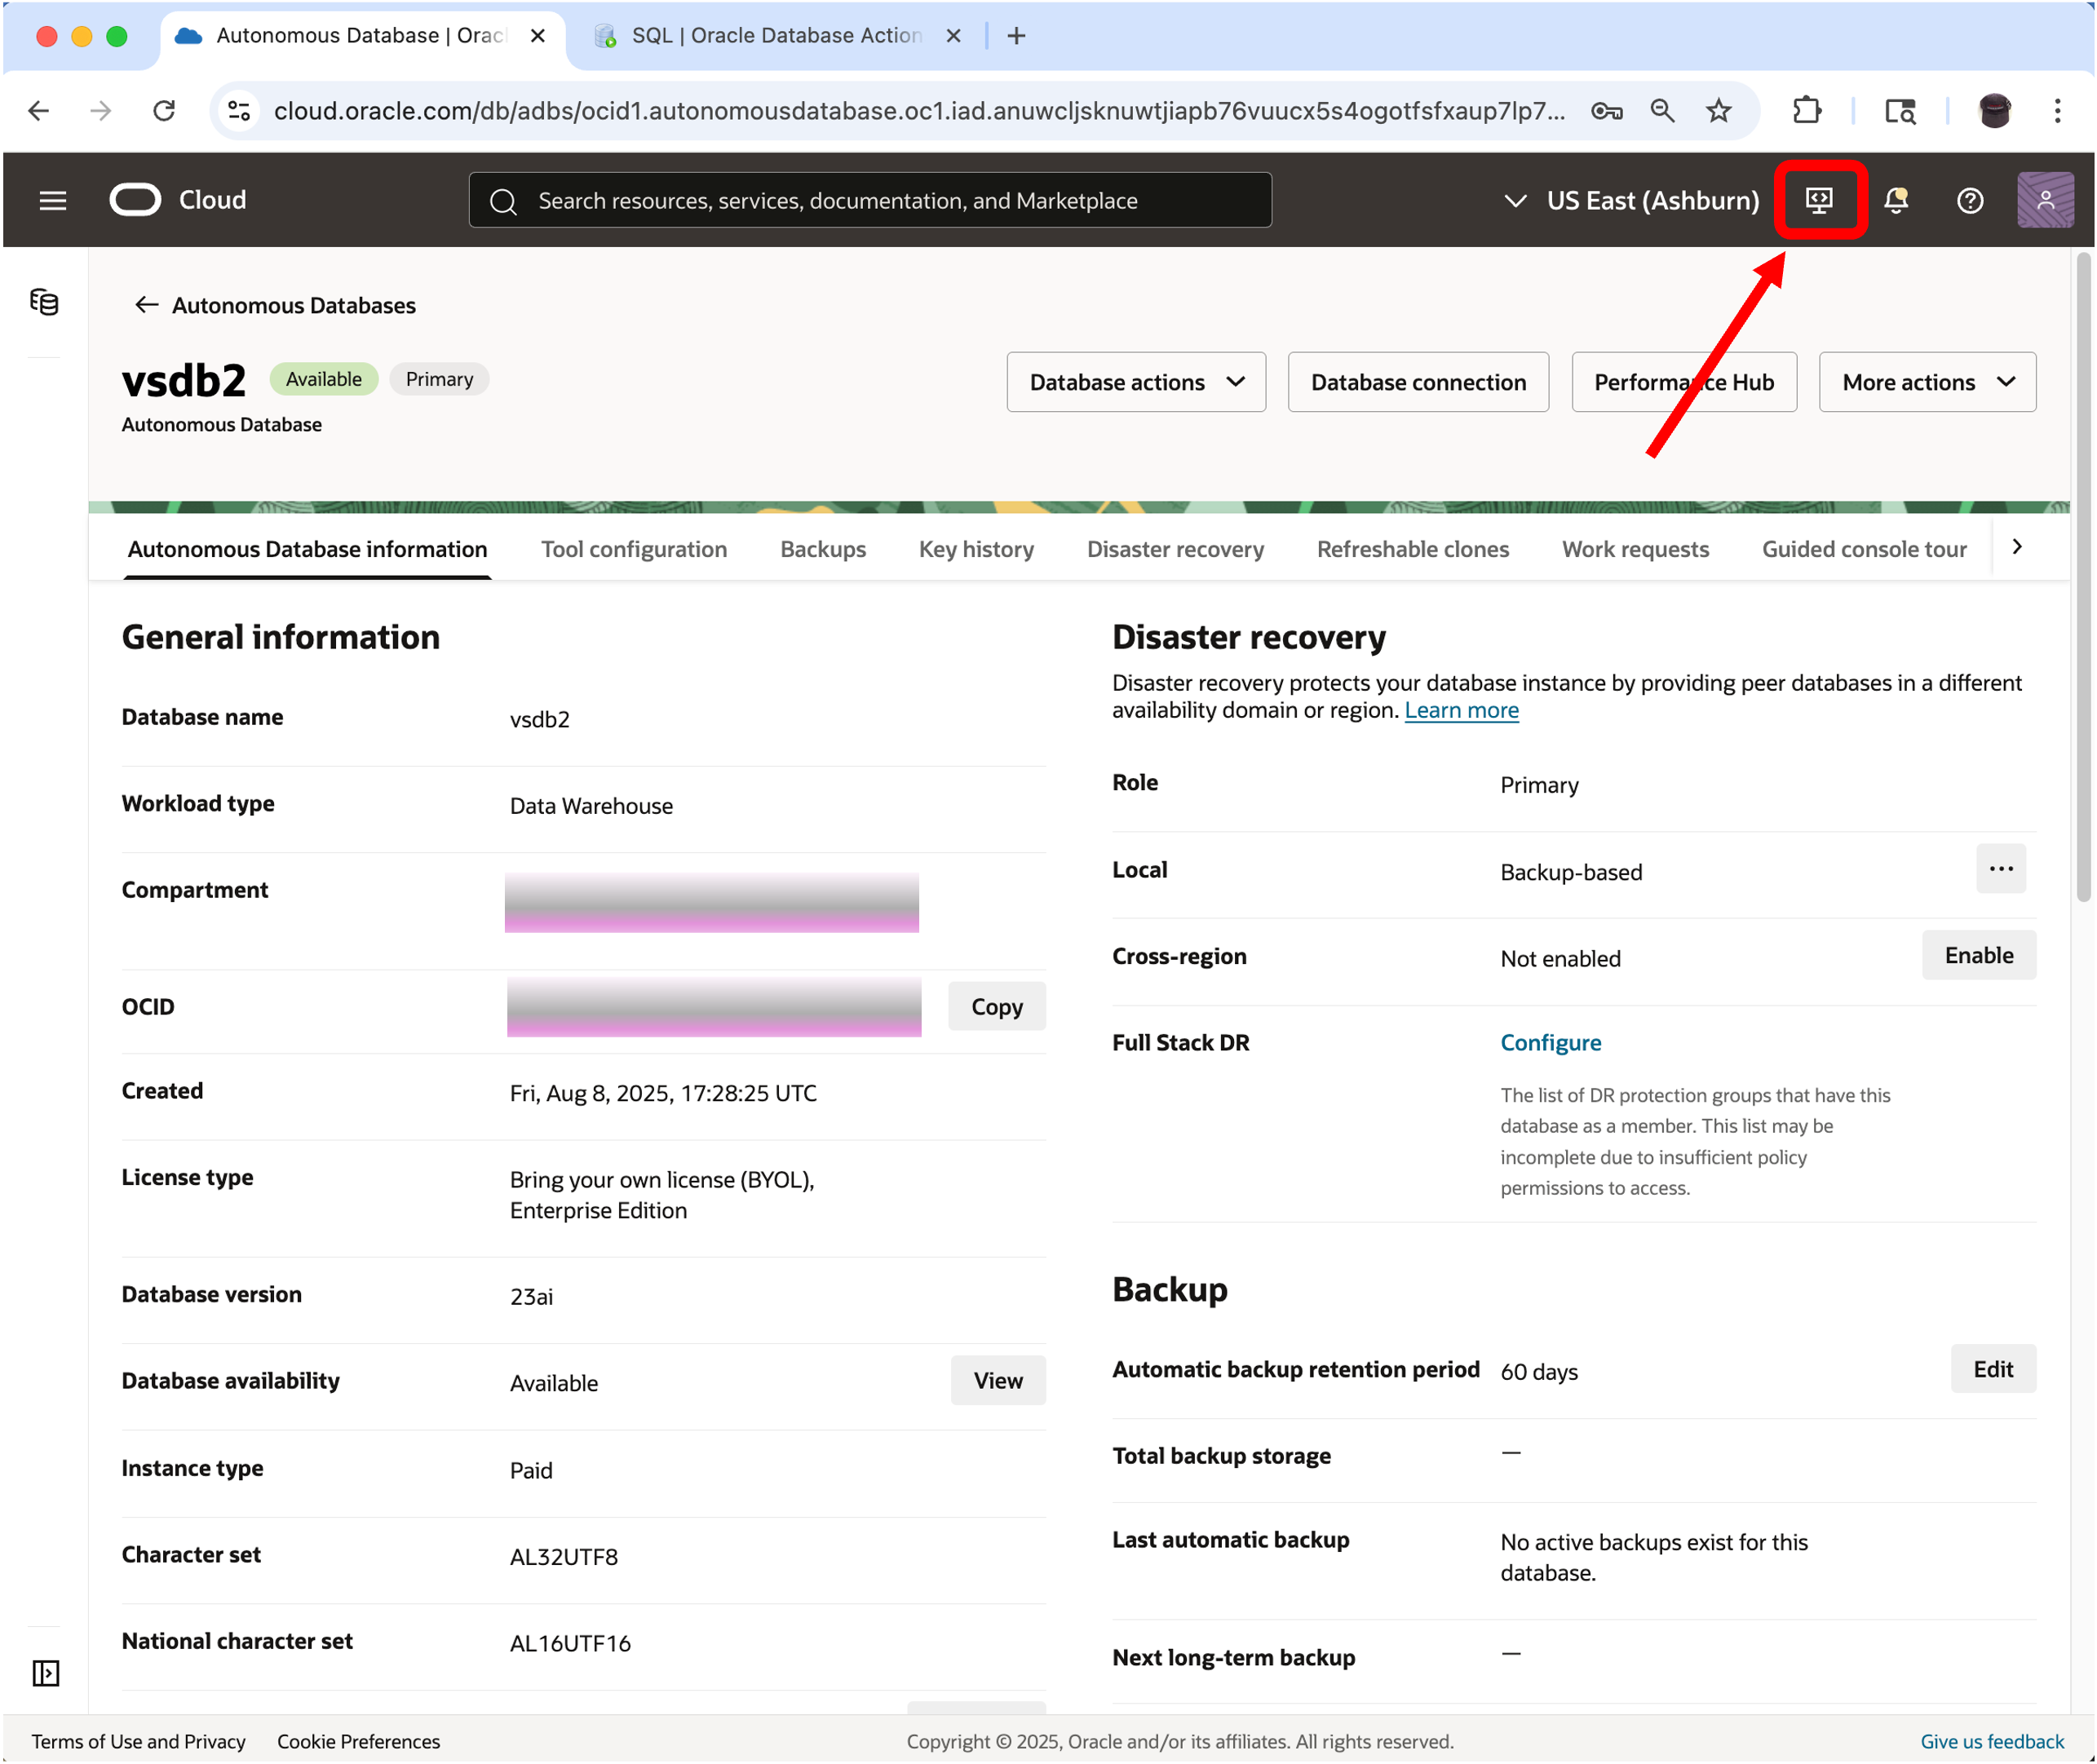 Autonomous Database | Orac
SQL | Oracle Database Action
cloud.oracle.com/db/adbs/ocid1.autonomousdatabase.oc1.iad.anuwcljsknuwtjiapb76vuucx5s4ogotfsfxaup7lp7...
Cloud
Search resources, services, documentation, and Marketplace
US East (Ashburn)
Autonomous Databases
vsdb2 Available Primary
Autonomous Database
Database actions
Database connection
Performance Hub
More actions
Autonomous Database information
Tool configuration
Backups
Key history
Disaster recovery
Refreshable clones
Work requests
Guided console tour
General information
Database name vsdb2
Workload type Data Warehouse
Compartment
OCID Copy
Created Fri, Aug 8, 2025, 17:28:25 UTC
License type Bring your own license (BYOL),
Enterprise Edition
Database version 23ai
Database availability Available View
Instance type Paid
Character set AL32UTF8
National character set AL16UTF16
Disaster recovery
Disaster recovery protects your database instance by providing peer databases in a different
availability domain or region. Learn more
Role Primary
Local Backup-based ...
Cross-region Not enabled Enable
Full Stack DR Configure
The list of DR protection groups that have this
database as a member. This list may be
incomplete due to insufficient policy
permissions to access.
Backup
Automatic backup retention period 60 days Edit
Total backup storage —
Last automatic backup No active backups exist for this
database.
Next long-term backup —
Terms of Use and Privacy Cookie Preferences
Copyright © 2025, Oracle and/or its affiliates. All rights reserved.
Give us feedback